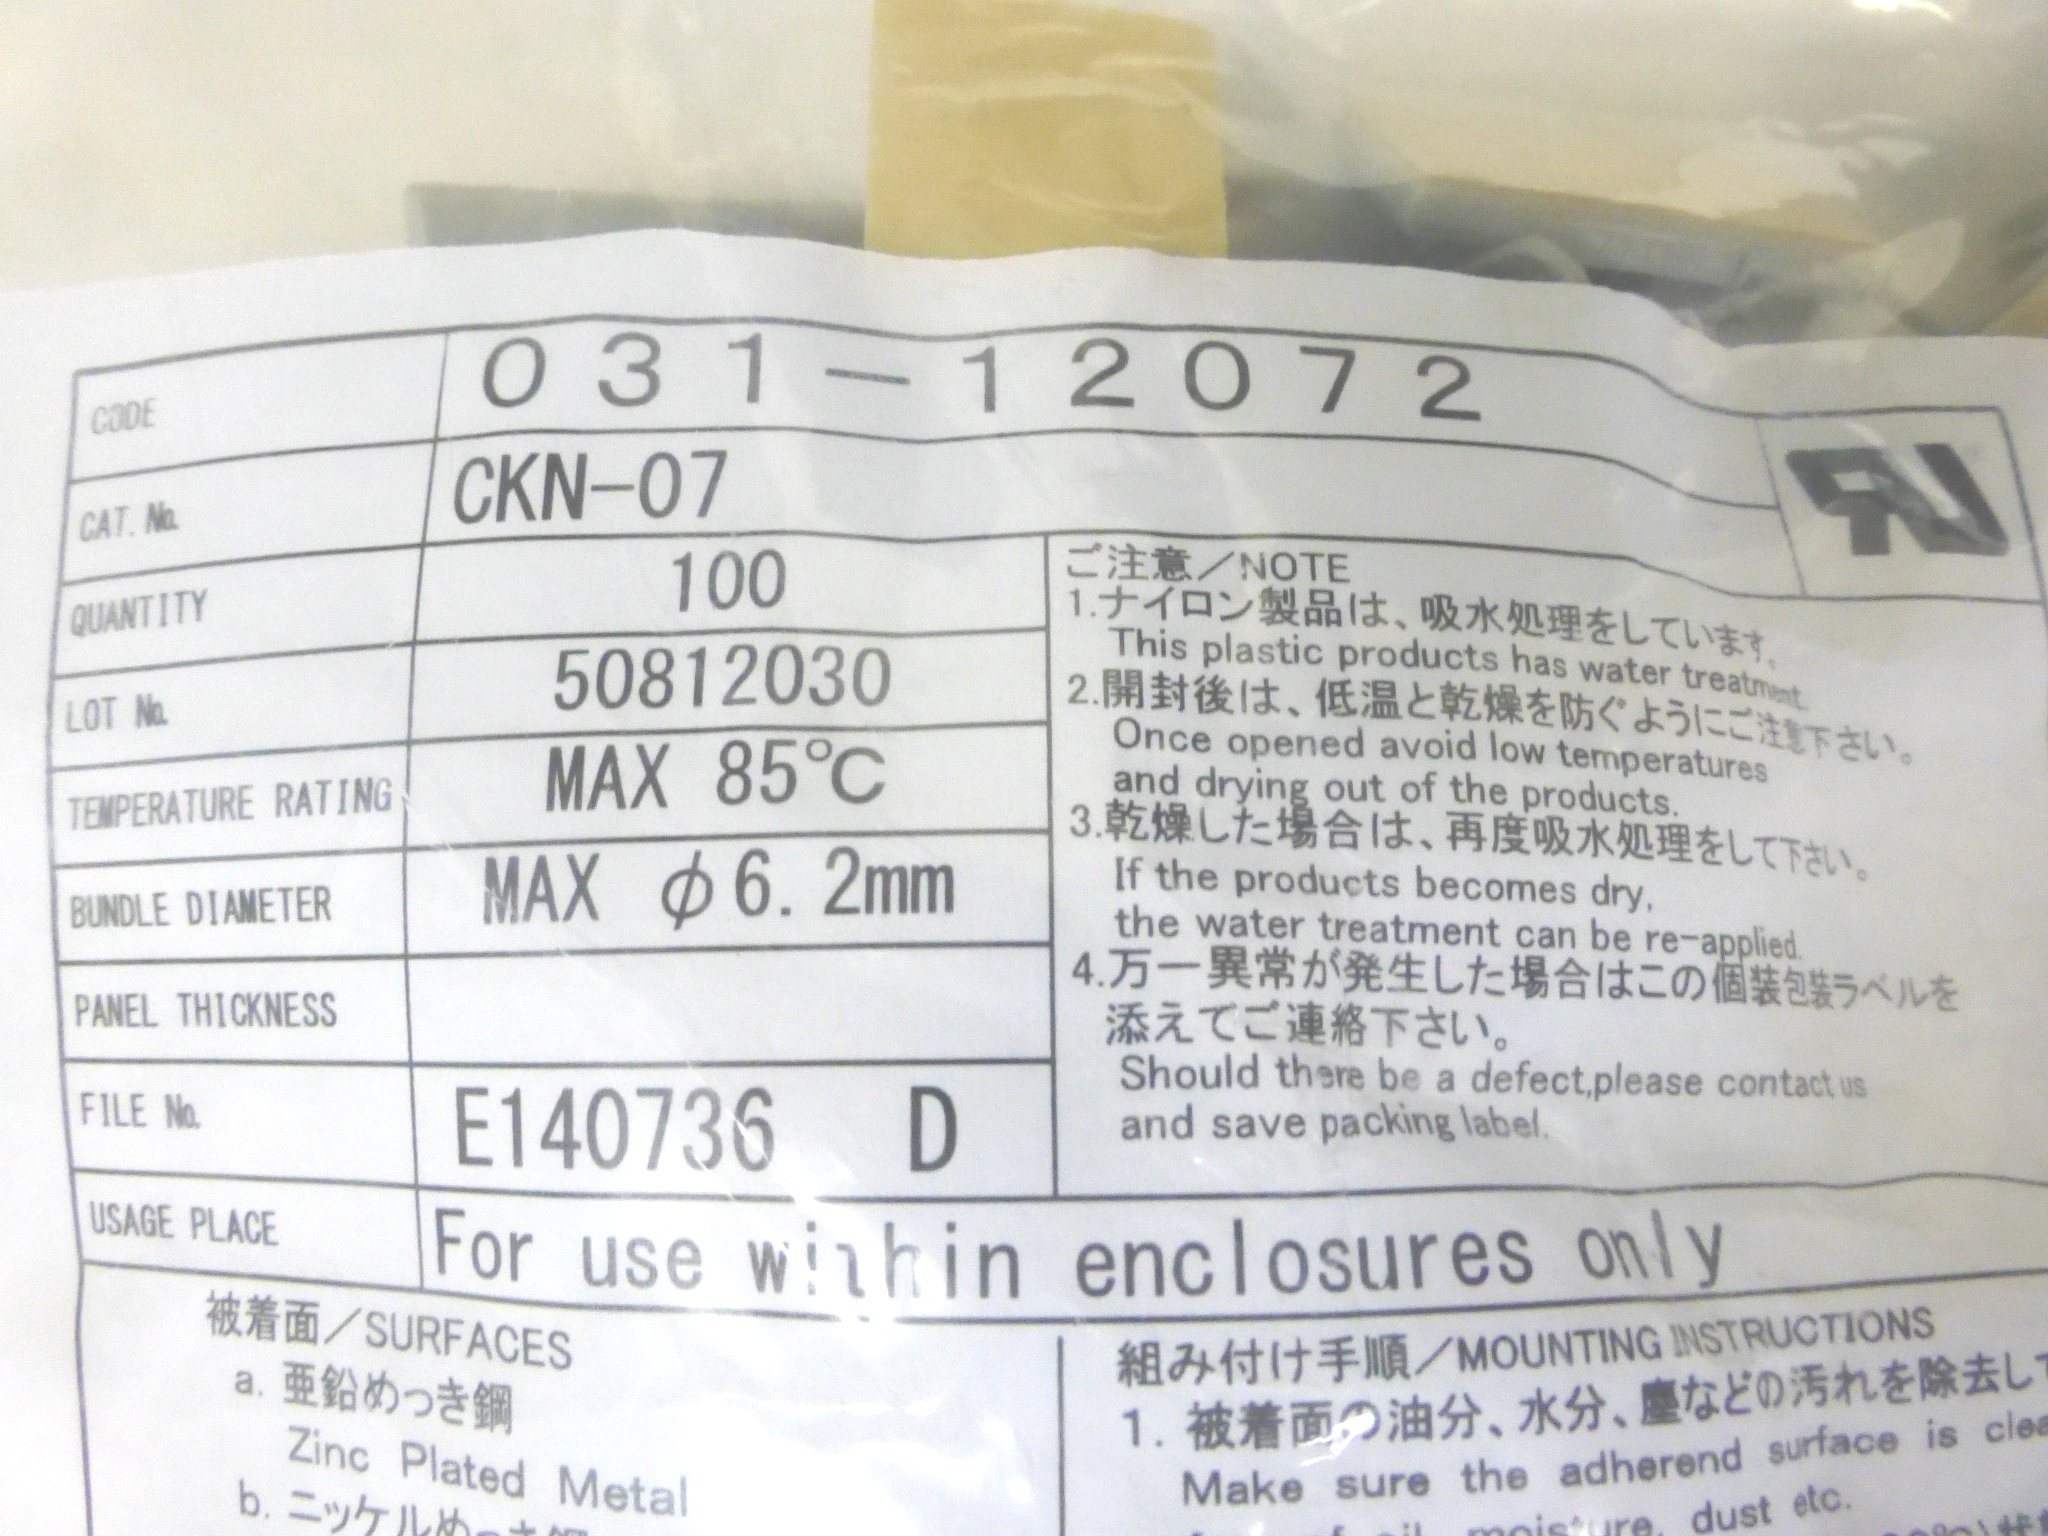 CODE 031-12072
CAT. No. CKN-07
QUANTITY 100
LOT No. 50812030
TEMPERATURE RATING MAX 85℃
BUNDLE DIAMETER MAX φ6.2mm
PANEL THICKNESS
FILE No. E140736 D
ご注意/NOTE
1.ナイロン製品は、吸水処理をしています。
This plastic products has water treatment.
2.開封後は、低温と乾燥を防ぐようにご注意下さい。
Once opened avoid low temperatures
and drying out of the products.
3.乾燥した場合は、再度吸水処理をして下さい。
If the products becomes dry,
the water treatment can be re-applied.
4.万一異常が発生した場合はこの個装包装ラベルを
添えてご連絡下さい。
Should there be a defect,please contact us
and save packing label.
USAGE PLACE For use within enclosures only
被着面/SURFACES
a. 亜鉛めっき鋼
Zinc Plated Metal
b. ニッケルめっき鋼
組み付け手順/MOUNTING INSTRUCTIONS
1. 被着面の油分、水分、塵などの汚れを除去して
Make sure the adherend surface is
oil, moisture, dust etc.